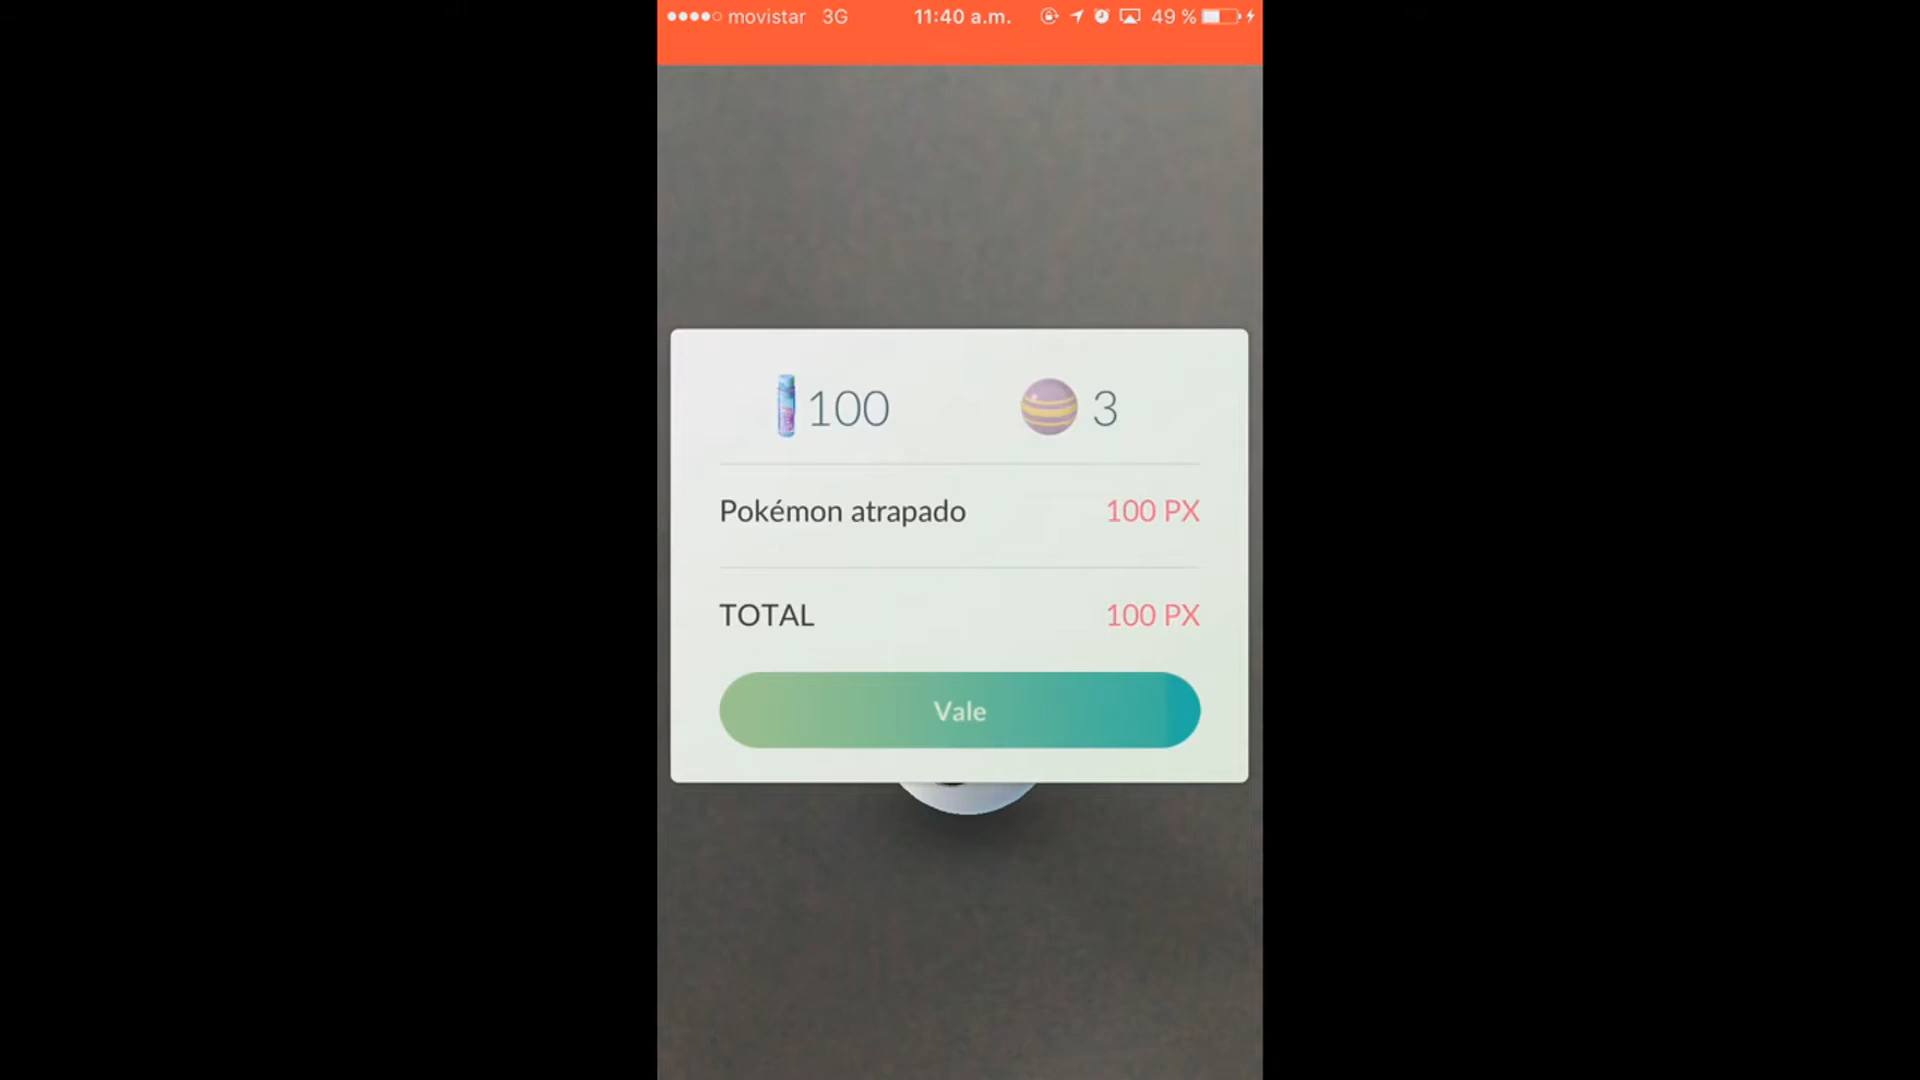 movistar 3G 11:40 a.m. 49 %
100 3
Pokémon atrapado 100 PX
TOTAL 100 PX
Vale